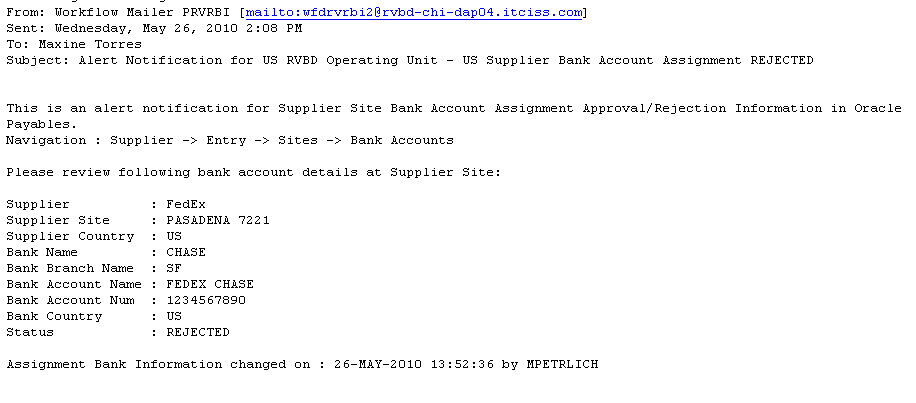 From: Workflow Mailer PRVRBI [mailto:wfdrvrbi2@rvbd-chi-dap04.itciss.com]
Sent: Wednesday, May 26, 2010 2:08 PM
To: Maxine Torres
Subject: Alert Notification for US RVBD Operating Unit - US Supplier Bank Account Assignment REJECTED
This is an alert notification for Supplier Site Bank Account Assignment Approval/Rejection Information in Oracle
Payables.
Navigation : Supplier -> Entry -> Sites -> Bank Accounts
Please review following bank account details at Supplier Site:
Supplier : FedEx
Supplier Site : PASADENA 7221
Supplier Country : US
Bank Name : CHASE
Bank Branch Name : SF
Bank Account Name : FEDEX CHASE
Bank Account Num : 1234567890
Bank Country : US
Status : REJECTED
Assignment Bank Information changed on : 26-MAY-2010 13:52:36 by MPETRLICH